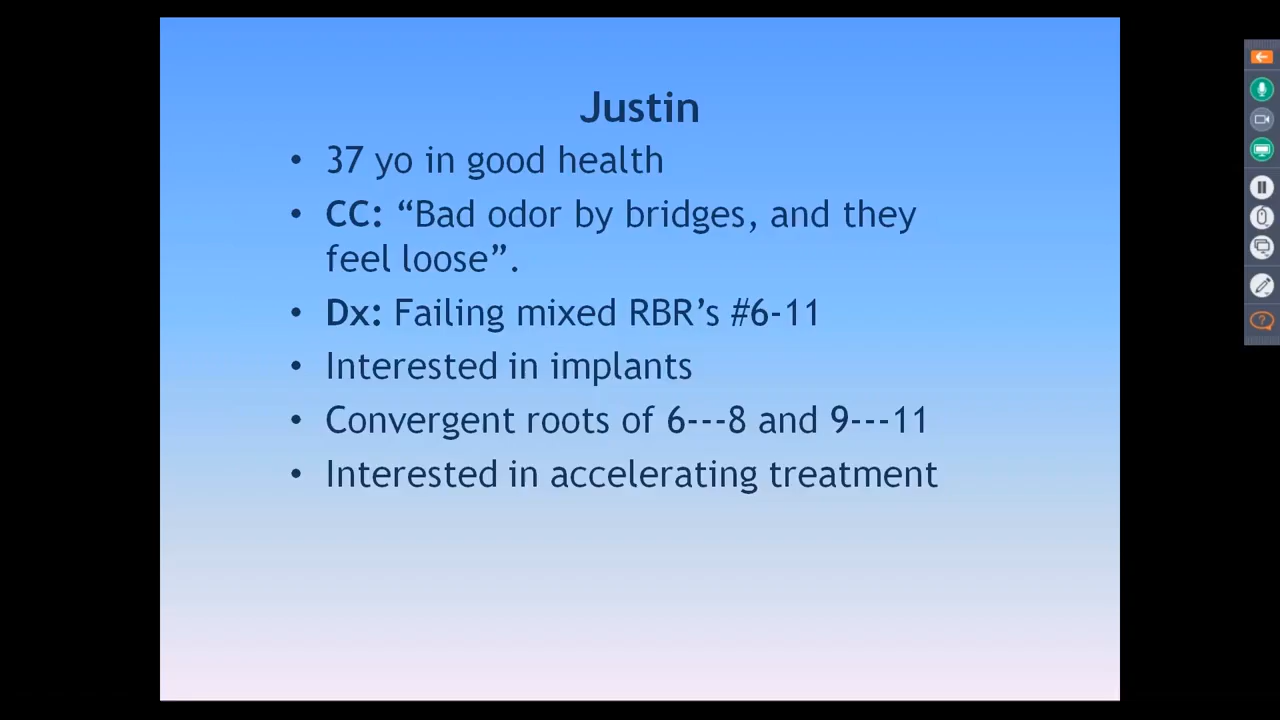 Justin
• 37 yo in good health
• CC: “Bad odor by bridges, and they
feel loose”.
• Dx: Failing mixed RBR’s #6-11
• Interested in implants
• Convergent roots of 6---8 and 9---11
• Interested in accelerating treatment